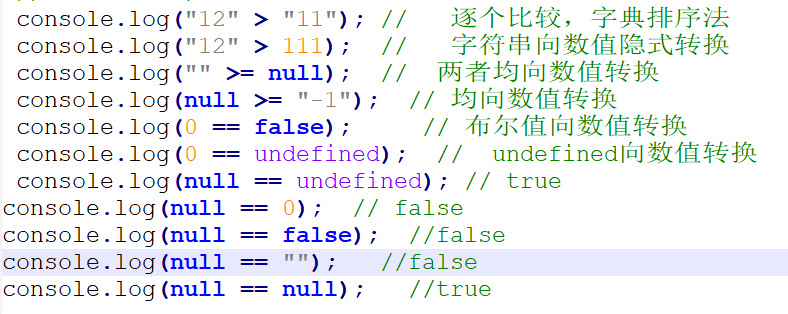 console.log("12" > "11"); //   逐个比较，字典排序法
console.log("12" > 111);  //   字符串向数值隐式转换
console.log("" >= null);  //  两者均向数值转换
console.log(null >= "-1");  // 均向数值转换
console.log(0 == false);     // 布尔值向数值转换
console.log(0 == undefined);  //  undefined向数值转换
console.log(null == undefined); // true
console.log(null == 0);  // false
console.log(null == false);  //false
console.log(null == "");   //false
console.log(null == null);  //true